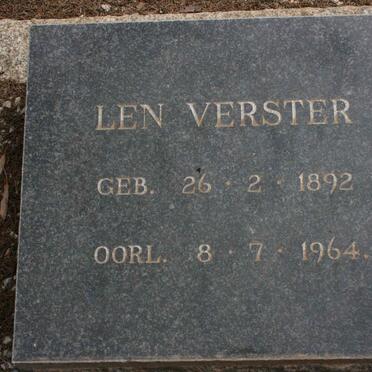 LEN VERSTER
GEB. 26 · 2 · 1892
OORL. 8 · 7 · 1964.